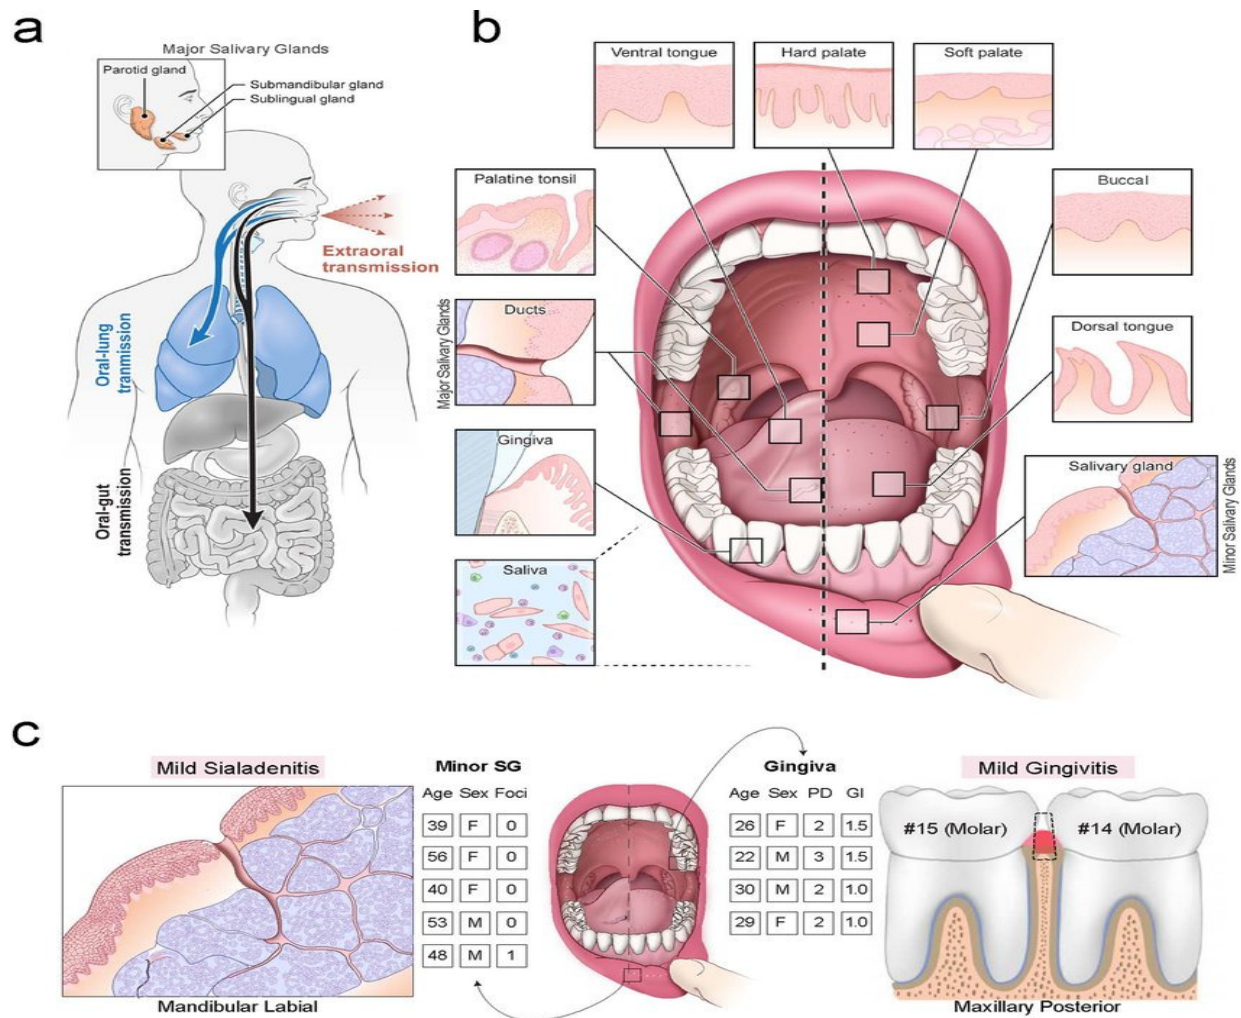 a
Major Salivary Glands
Parotid gland
Submandibular gland
Sublingual gland
Extraoral
transmission
Oral-lung
tranmission
Oral-gut
transmission
b
Ventral tongue
Hard palate
Soft palate
Palatine tonsil
Buccal
Major Salivary Glands
Ducts
Dorsal tongue
Gingiva
Salivary gland
Minor Salivary Glands
Saliva
c
Mild Sialadenitis
Mandibular Labial
Minor SG
Age Sex Foci
39 F 0
56 F 0
40 F 0
53 M 0
48 M 1
Gingiva
Age Sex PD GI
26 F 2 1.5
22 M 3 1.5
30 M 2 1.0
29 F 2 1.0
Mild Gingivitis
#15 (Molar) #14 (Molar)
Maxillary Posterior